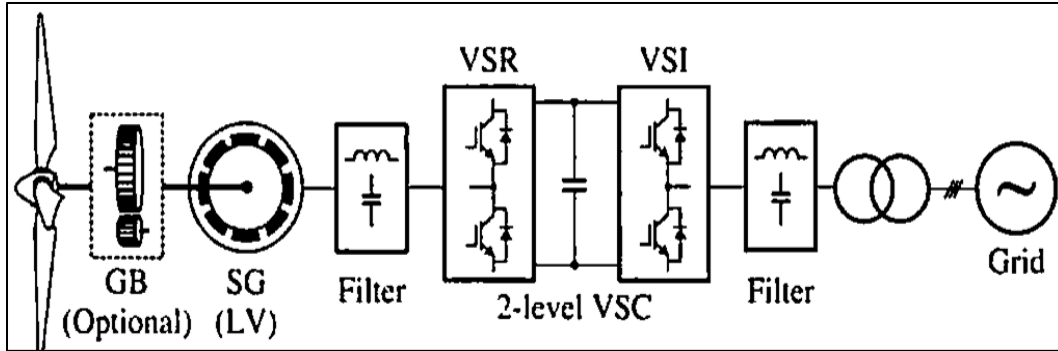 VSR
VSI
GB
(Optional)
SG
(LV)
Filter
2-level VSC
Filter
Grid